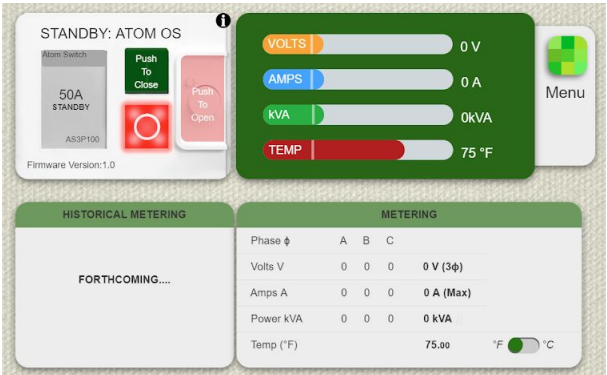 STANDBY: ATOM OS
Atom Switch
50A
STANDBY
AS3P100
Push
To
Close
Push
To
Open
Firmware Version:1.0
VOLTS 0 V
AMPS 0 A
kVA 0kVA
TEMP 75 °F
Menu
HISTORICAL METERING
FORTHCOMING....
METERING
Phase ϕ A B C
Volts V 0 0 0 0 V (3ϕ)
Amps A 0 0 0 0 A (Max)
Power kVA 0 0 0 0 kVA
Temp (°F) 75.00 °F °C